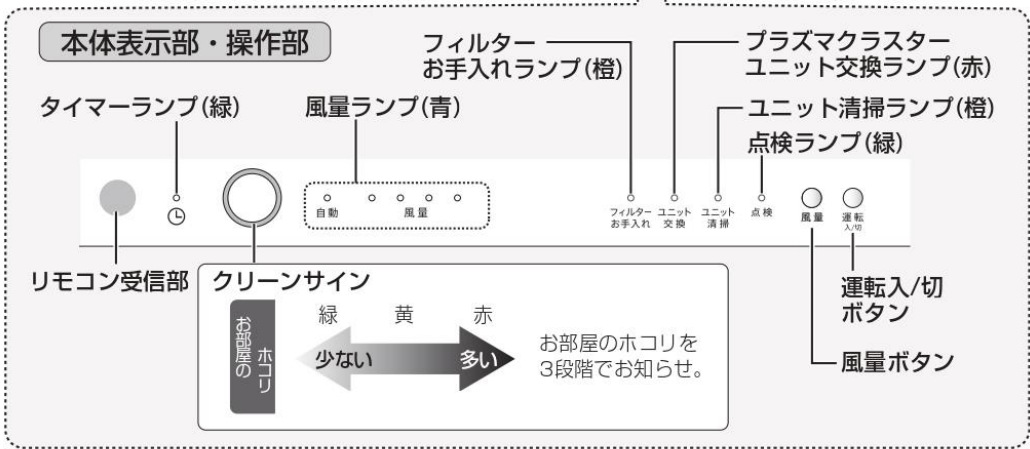 本体表示部・操作部
フィルター
お手入れランプ(橙)
プラズマクラスター
ユニット交換ランプ(赤)
タイマーランプ(緑)
風量ランプ(青)
ユニット清掃ランプ(橙)
点検ランプ(緑)
自動
風量
フィルター
お手入れ
ユニット
交換
ユニット
清掃
点検
風量
運転
入/切
リモコン受信部
クリーンサイン
お部屋の
ホコリ
緑 黄 赤
少ない
多い
お部屋のホコリを
3段階でお知らせ。
運転入/切
ボタン
風量ボタン